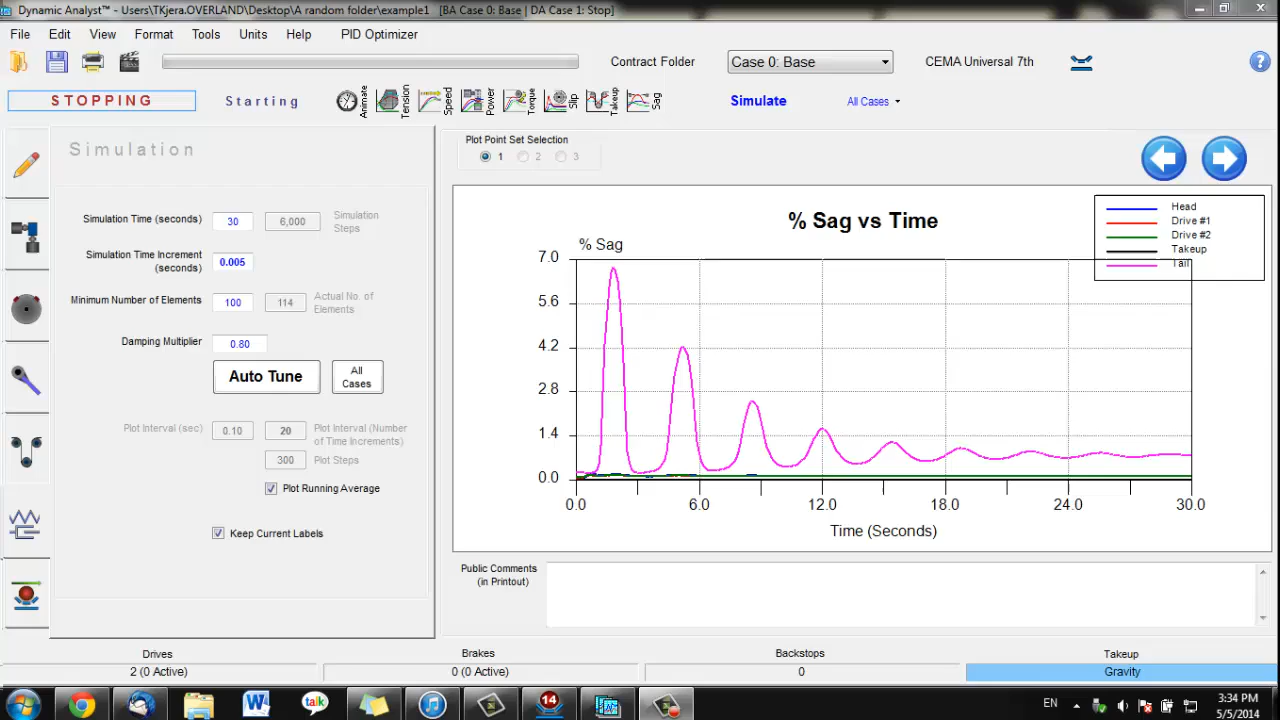 Dynamic Analyst™ - Users\TKjera.OVERLAND\Desktop\A random folder\example1 [BA Case 0: Base | DA Case 1: Stop]
File Edit View Format Tools Units Help PID Optimizer
Contract Folder Case 0: Base CEMA Universal 7th
STOPPING Starting Animate Tension Speed Power Torque Slip Takeup Sag Simulate All Cases
Simulation
Simulation Time (seconds) 30 6,000 Simulation Steps
Simulation Time Increment (seconds) 0.005
Minimum Number of Elements 100 114 Actual No. of Elements
Damping Multiplier 0.80
Auto Tune All Cases
Plot Interval (sec) 0.10 20 Plot Interval (Number of Time Increments)
300 Plot Steps
Plot Running Average
Keep Current Labels
Plot Point Set Selection
1 2 3
% Sag vs Time
Head
Drive #1
Drive #2
Takeup
Tail
% Sag
7.0
5.6
4.2
2.8
1.4
0.0
0.0 6.0 12.0 18.0 24.0 30.0
Time (Seconds)
Public Comments
(in Printout)
Drives Brakes Backstops Takeup
2 (0 Active) 0 (0 Active) 0 Gravity
talk 14 EN 3:34 PM
5/5/2014